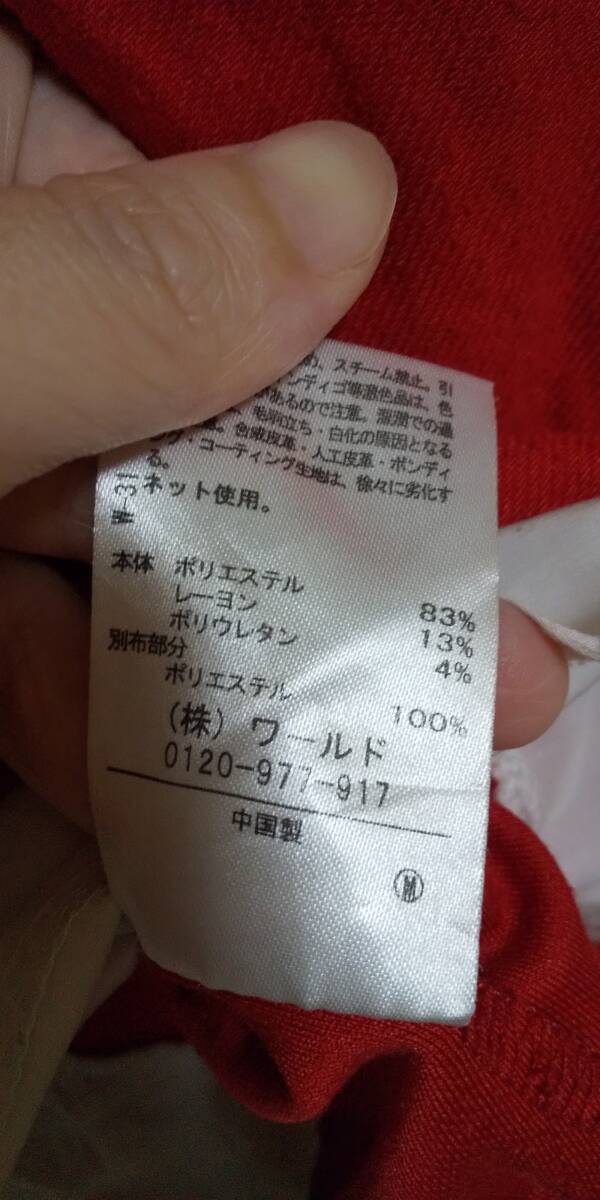 め、スチーム禁止。引
ンディゴ等濃色品は、色
があるので注意。湿潤での過
、毛羽立ち・白化の原因となる
。合成皮革・人工皮革・ボンディ
ング・コーティング生地は、徐々に劣化す
る。
ネット使用。
本体 ポリエステル 83%
レーヨン 13%
ポリウレタン 4%
別布部分
ポリエステル 100%
(株) ワールド
0120-977-917
中国製
M